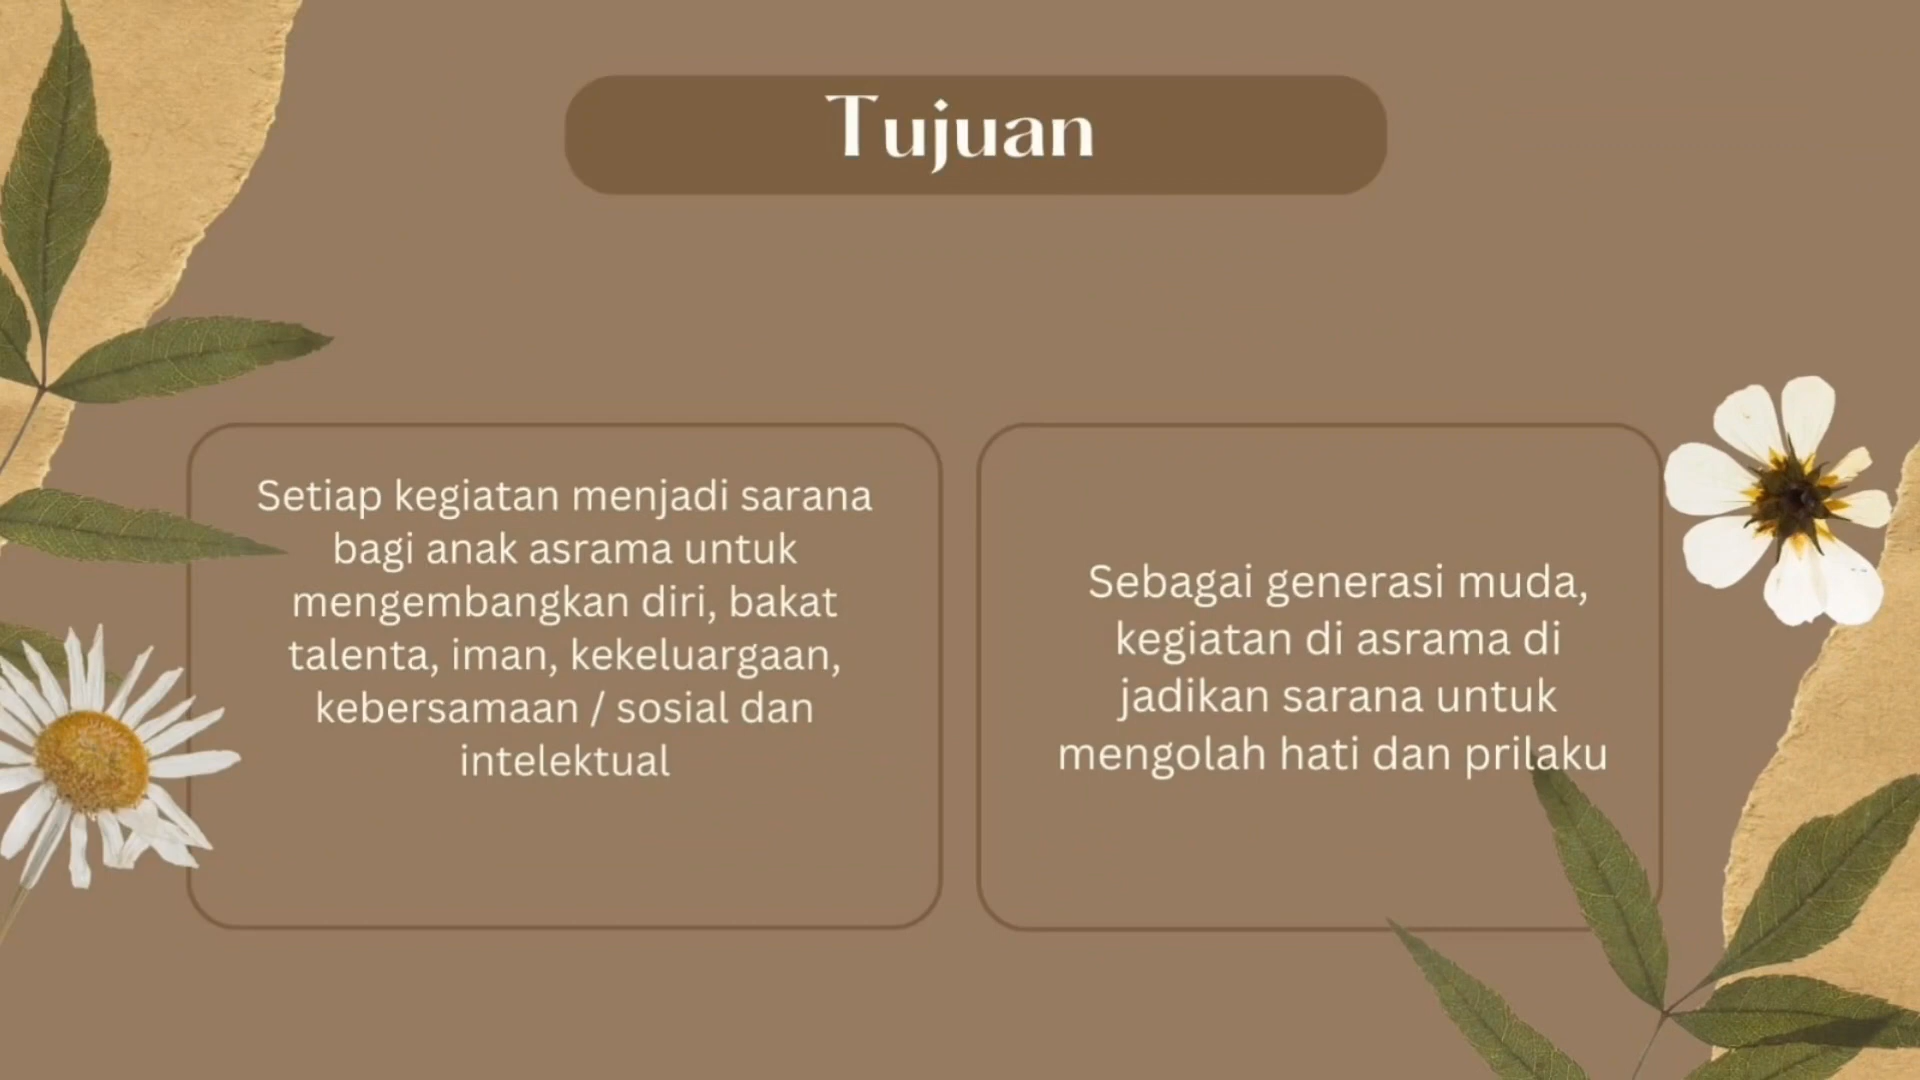 Tujuan
Setiap kegiatan menjadi sarana
bagi anak asrama untuk
mengembangkan diri, bakat
talenta, iman, kekeluargaan,
kebersamaan / sosial dan
intelektual
Sebagai generasi muda,
kegiatan di asrama di
jadikan sarana untuk
mengolah hati dan prilaku